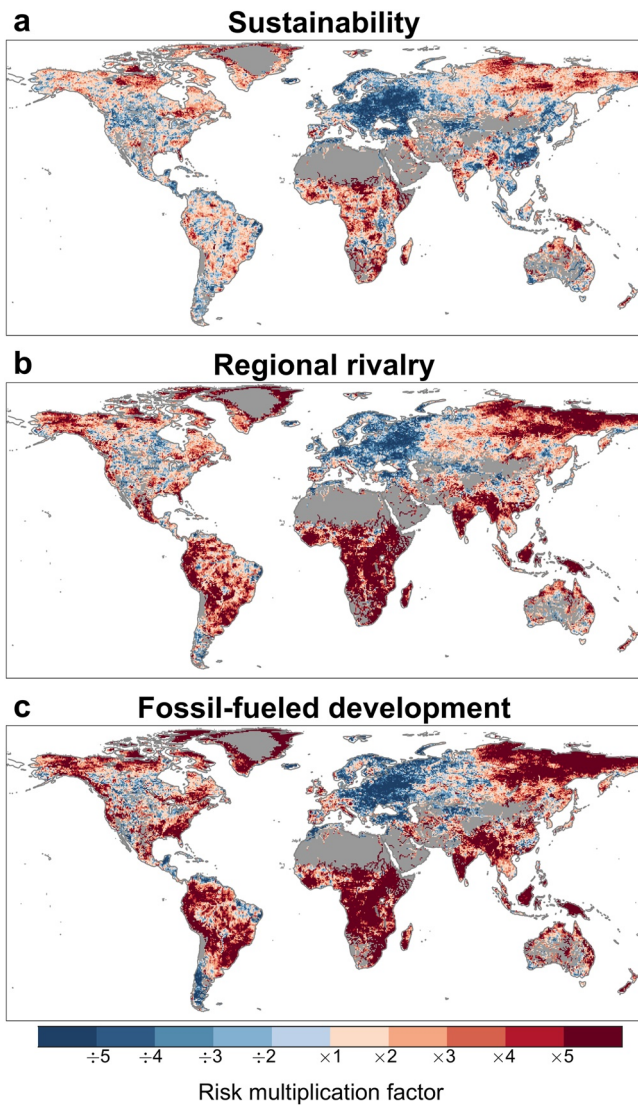 a Sustainability
b Regional rivalry
c Fossil-fueled development
÷5 ÷4 ÷3 ÷2 ×1 ×2 ×3 ×4 ×5
Risk multiplication factor